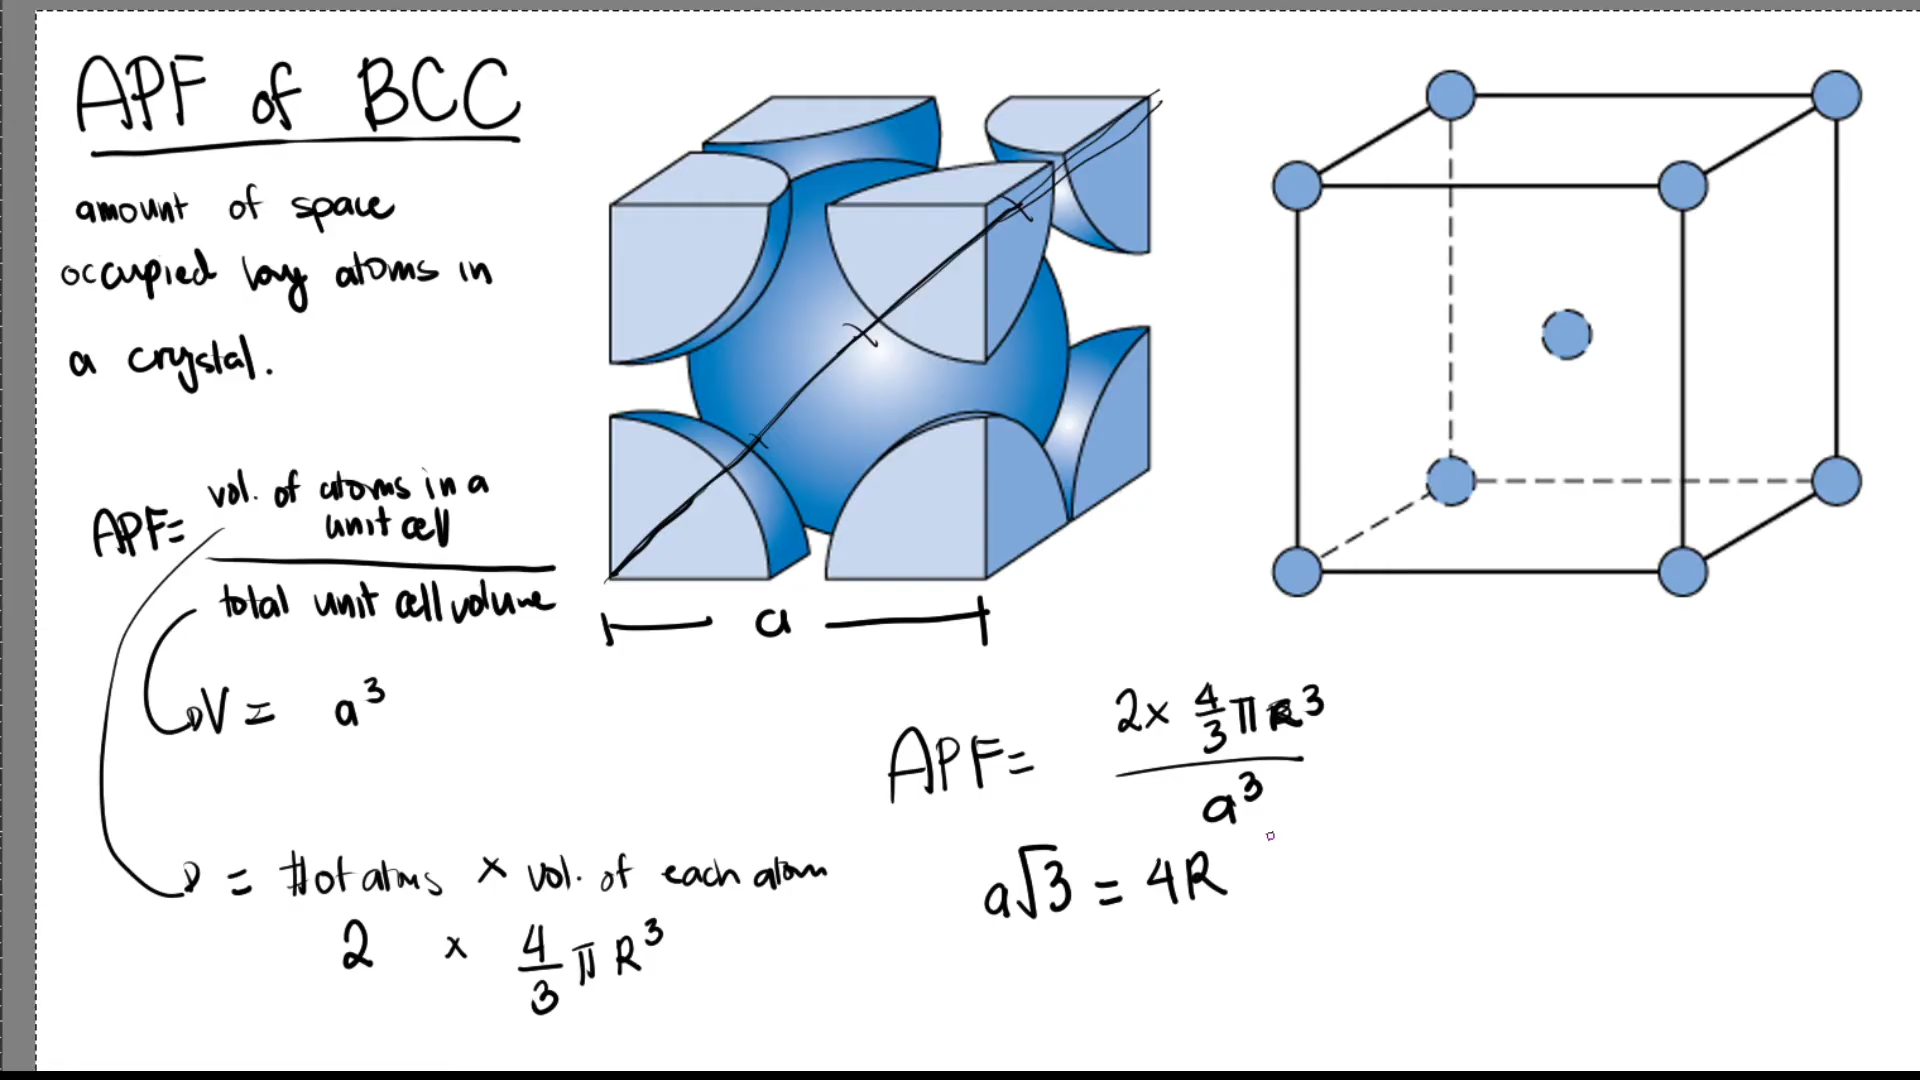 APF of BCC
amount of space
occupied by atoms in
a crystal.
APF= vol. of atoms in a
unit cell
total unit cell volume
a
V = a³
APF= 2 x 4/3 π R³
a³
= # of atoms x vol. of each atom
a√3 = 4R
2 x 4/3 π R³